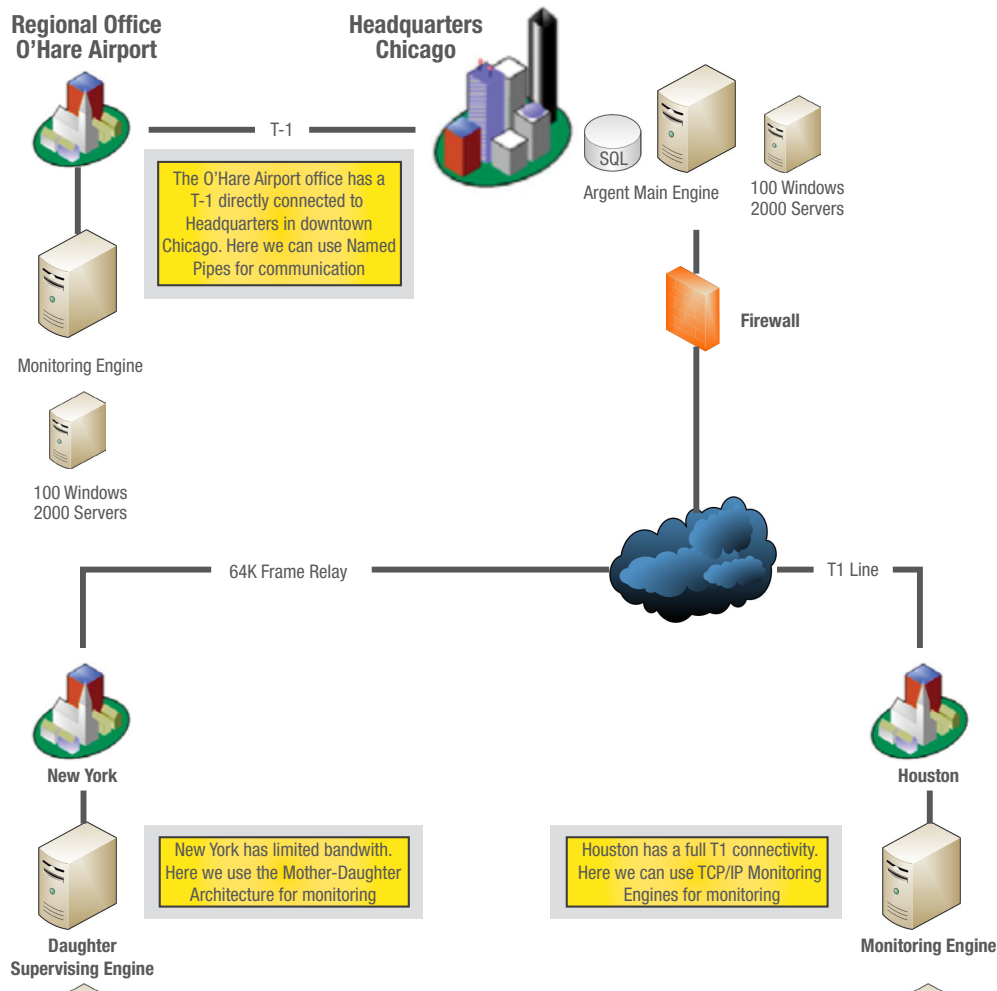 Regional Office
O'Hare Airport
Headquarters
Chicago
T-1
SQL
Argent Main Engine
100 Windows
2000 Servers
The O'Hare Airport office has a
T-1 directly connected to
Headquarters in downtown
Chicago. Here we can use Named
Pipes for communication
Firewall
Monitoring Engine
100 Windows
2000 Servers
64K Frame Relay
T1 Line
New York
Houston
New York has limited bandwith.
Here we use the Mother-Daughter
Architecture for monitoring
Houston has a full T1 connectivity.
Here we can use TCP/IP Monitoring
Engines for monitoring
Daughter
Supervising Engine
Monitoring Engine